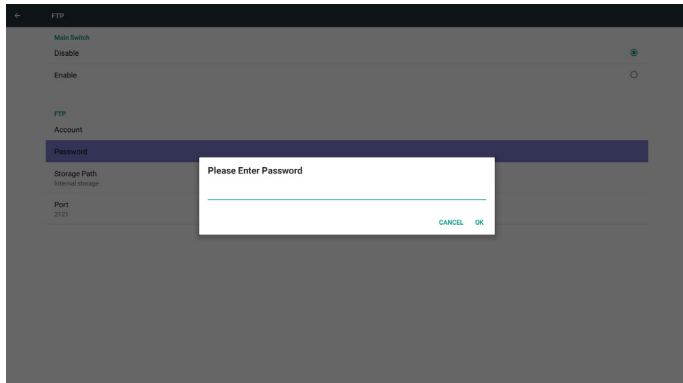 FTP
Main Switch
Disable
Enable
FTP
Account
Password
Storage Path
Internal storage
Port
2121
Please Enter Password
CANCEL OK